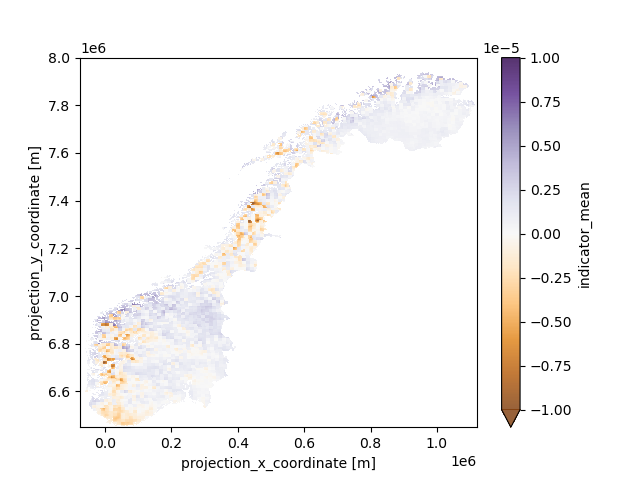 1e6
8.0
7.8
7.6
7.4
7.2
7.0
6.8
6.6
projection_y_coordinate [m]
0.0 0.2 0.4 0.6 0.8 1.0
1e6
projection_x_coordinate [m]
1e−5
1.00
0.75
0.50
0.25
0.00
−0.25
−0.50
−0.75
−1.00
indicator_mean